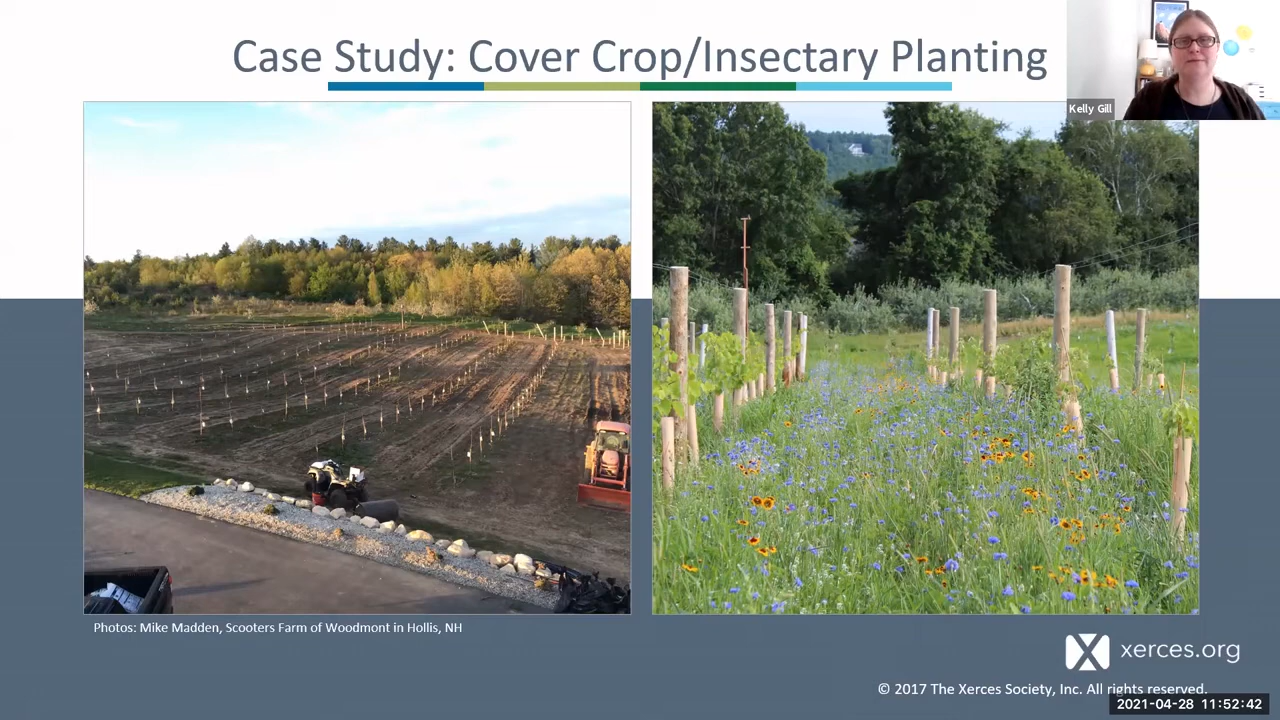 Case Study: Cover Crop/Insectary Planting
Kelly Gill
Photos: Mike Madden, Scooters Farm of Woodmont in Hollis, NH
xerces.org
© 2017 The Xerces Society, Inc. All rights reserved.
2021-04-28 11:52:42